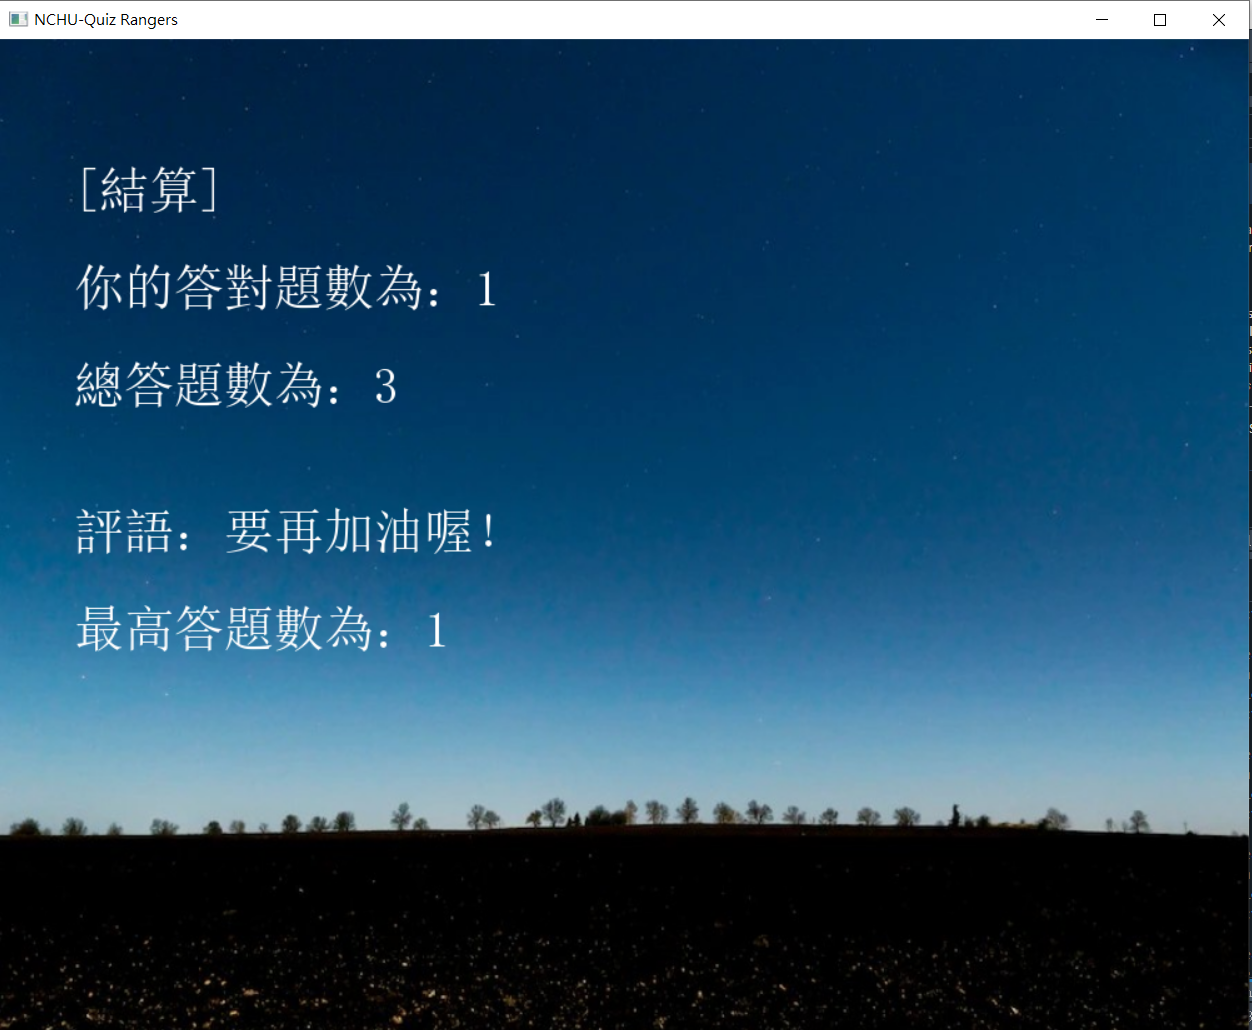 NCHU-Quiz Rangers
[結算]
你的答對題數為：1
總答題數為：3
評語：要再加油喔！
最高答題數為：1